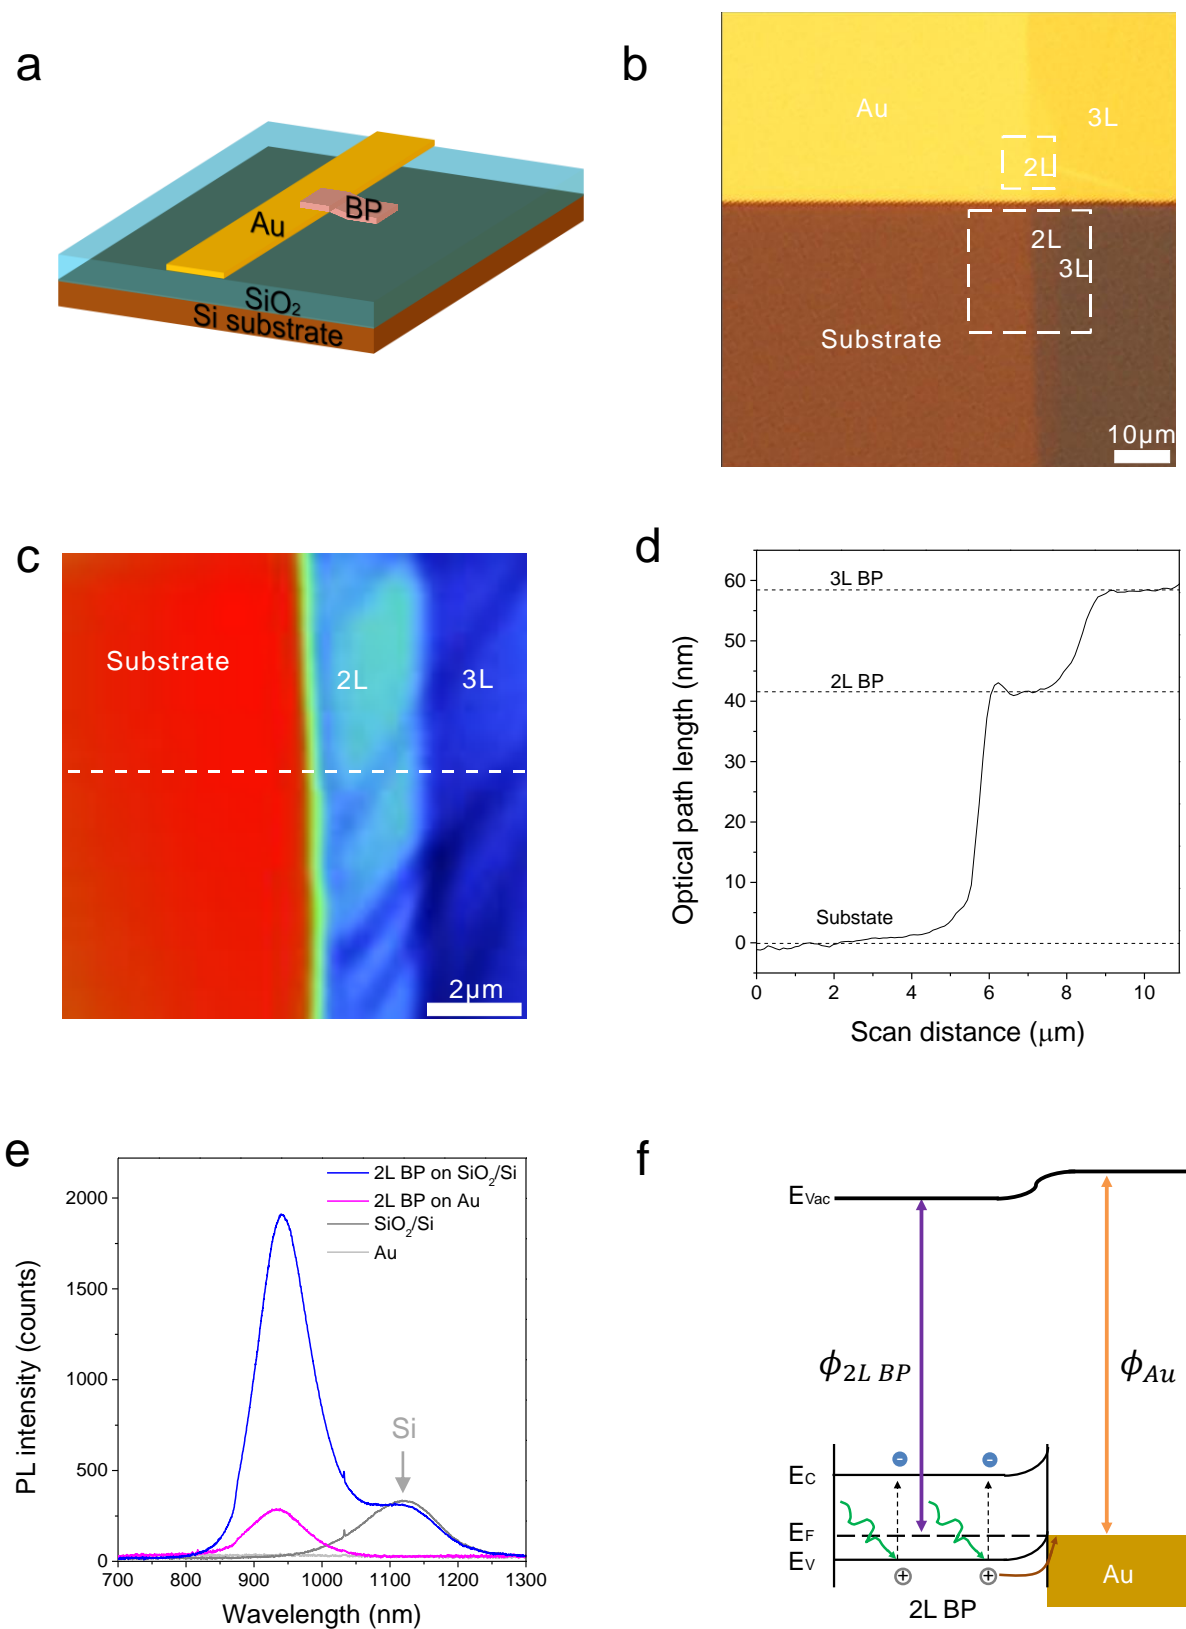 a
Au
BP
SiO₂
Si substrate
b
Au
3L
2L
2L
3L
Substrate
10μm
c
Substrate
2L
3L
2μm
d
Optical path length (nm)
60
50
40
30
20
10
0
3L BP
2L BP
Substate
0
2
4
6
8
10
Scan distance (μm)
e
PL intensity (counts)
2000
1500
1000
500
0
2L BP on SiO₂/Si
2L BP on Au
SiO₂/Si
Au
Si
700
800
900
1000
1100
1200
1300
Wavelength (nm)
f
EVac
ϕ2L BP
ϕAu
EC
EF
EV
- -
+ +
Au
2L BP